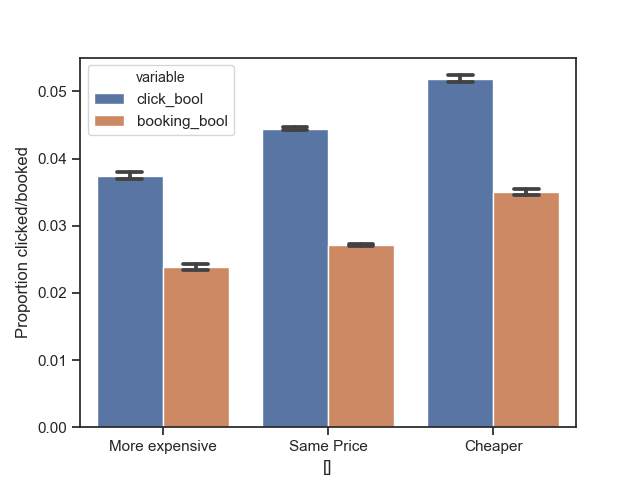 variable
click_bool
booking_bool
Proportion clicked/booked
0.05
0.04
0.03
0.02
0.01
0.00
More expensive
Same Price
Cheaper
[]